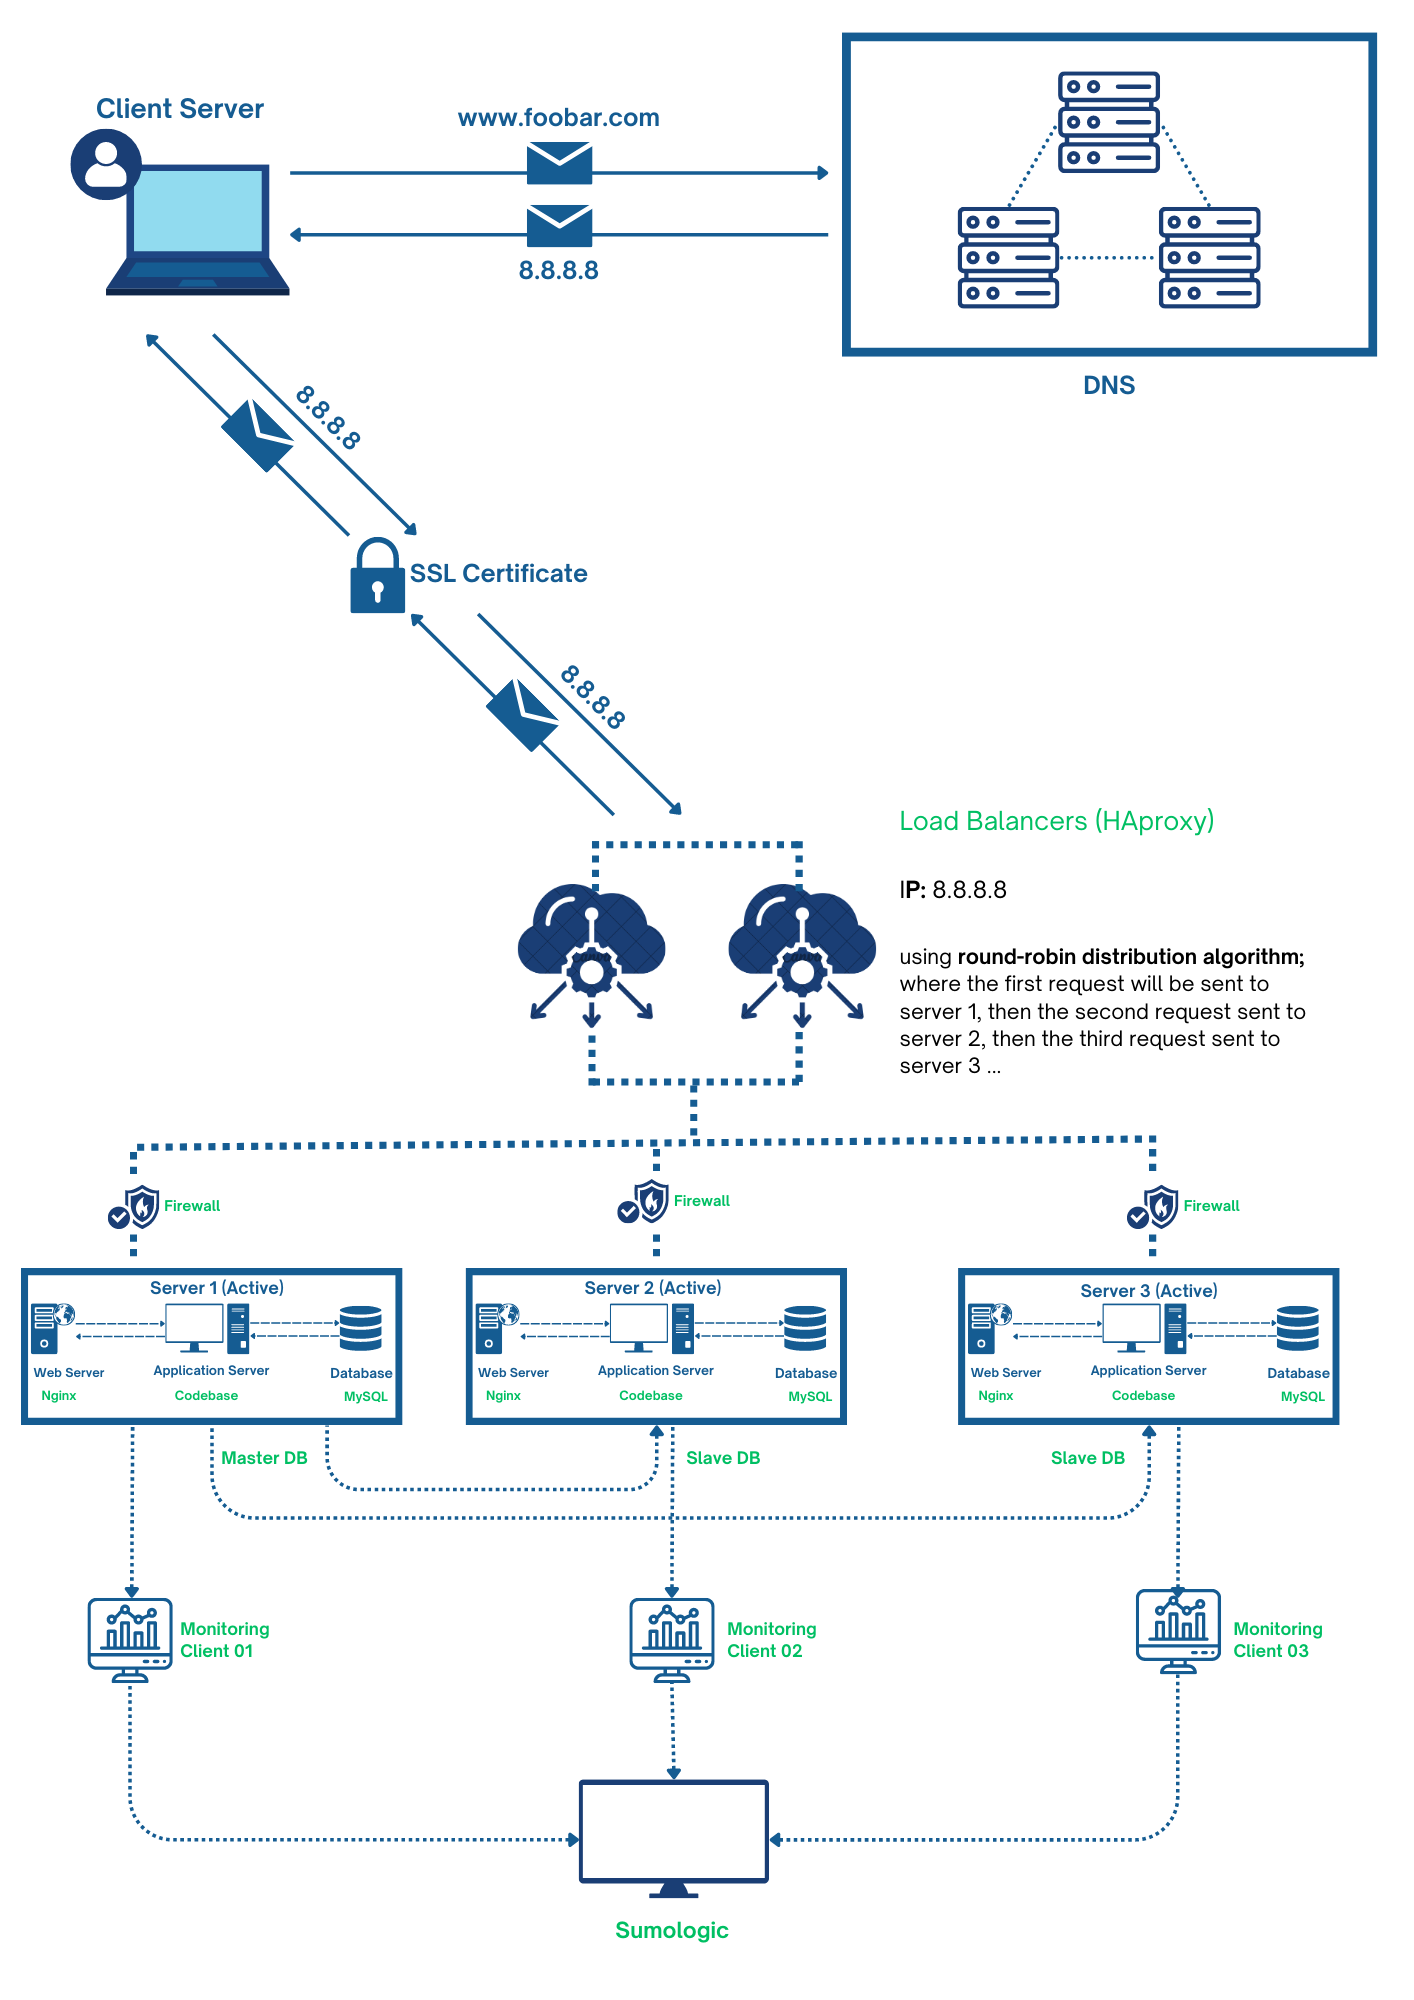 Client Server
www.foobar.com
8.8.8.8
DNS
8.8.8.8
SSL Certificate
8.8.8.8
Load Balancers (HAproxy)
IP: 8.8.8.8
using round-robin distribution algorithm;
where the first request will be sent to
server 1, then the second request sent to
server 2, then the third request sent to
server 3 ...
Firewall
Firewall
Firewall
Server 1 (Active)
Web Server
Application Server
Database
Nginx
Codebase
MySQL
Server 2 (Active)
Web Server
Application Server
Database
Nginx
Codebase
MySQL
Server 3 (Active)
Web Server
Application Server
Database
Nginx
Codebase
MySQL
Master DB
Slave DB
Slave DB
Monitoring
Client 01
Monitoring
Client 02
Monitoring
Client 03
Sumologic